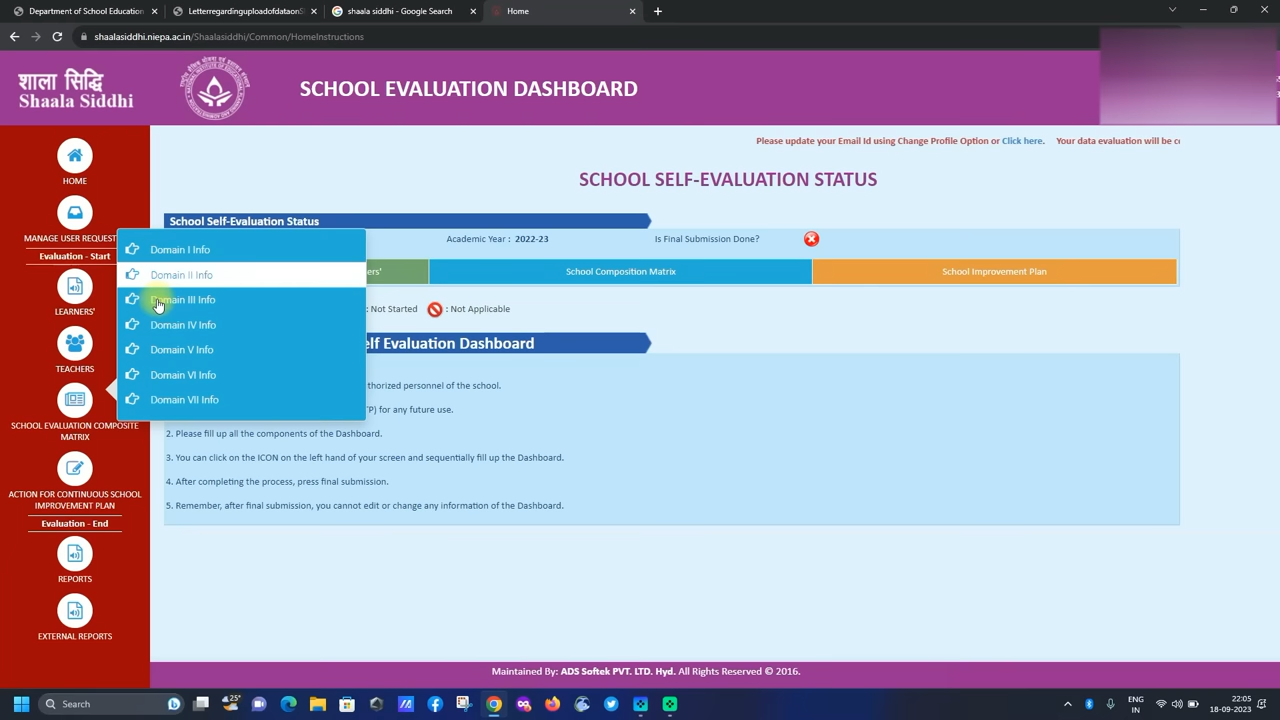 Department of School Education
Letterregardingupdationof Sha
shaalasiddhi - Google Search
Home
shaalasiddhi.niepa.ac.in/Shaalasiddhi/Common/HomeInstructions
शाला सिद्धि
Shaala Siddhi
SCHOOL EVALUATION DASHBOARD
Please update your Email Id using Change Profile Option or Click here. Your data evaluation will be
SCHOOL SELF-EVALUATION STATUS
HOME
MANAGE USER REQUEST
Evaluation - Start
LEARNERS'
TEACHERS
SCHOOL EVALUATION COMPOSITE
MATRIX
ACTION FOR CONTINUOUS SCHOOL
IMPROVEMENT PLAN
Evaluation - End
REPORTS
EXTERNAL REPORTS
Domain I Info
Domain II Info
Domain III Info
Domain IV Info
Domain V Info
Domain VI Info
Domain VII Info
School Self-Evaluation Status
Academic Year : 2022-23
Is Final Submission Done?
ers'
School Composition Matrix
School Improvement Plan
: Not Started
: Not Applicable
elf Evaluation Dashboard
thorized personnel of the school.
TP) for any future use.
2. Please fill up all the components of the Dashboard.
3. You can click on the ICON on the left hand of your screen and sequentially fill up the Dashboard.
4. After completing the process, press final submission.
5. Remember, after final submission, you cannot edit or change any information of the Dashboard.
Maintained By: ADS Softek PVT. LTD. Hyd. All Rights Reserved © 2016.
Search
25°
ENG
IN
22:05
18-09-2023